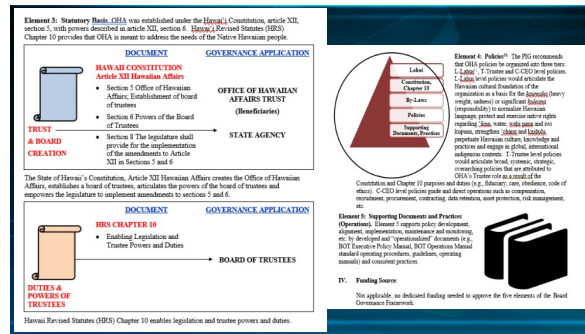 Element 3: Statutory Basis. OHA was established under the Hawai'i Constitution, article XII,
section 5, with powers described in article XII, section 6. Hawai'i Revised Statutes (HRS)
Chapter 10 provides that OHA is meant to address the needs of the Native Hawaiian people.
DOCUMENT
GOVERNANCE APPLICATION
HAWAII CONSTITUTION
Article XII Hawaiian Affairs
• Section 5 Office of Hawaiian
Affairs; Establishment of board
of trustees
• Section 6 Powers of the Board
of Trustees
• Section 8 The legislature shall
provide for the implementation
of the amendments to Article
XII in Sections 5 and 6
TRUST
& BOARD
CREATION
OFFICE OF HAWAIIAN
AFFAIRS TRUST
(Beneficiaries)
STATE AGENCY
The State of Hawai'i's Constitution, Article XII Hawaiian Affairs creates the Office of Hawaiian
Affairs, establishes a board of trustees, articulates the powers of the board of trustees and
empowers the legislature to implement amendments to sections 5 and 6.
DOCUMENT
GOVERNANCE APPLICATION
HRS CHAPTER 10
• Enabling Legislation and
Trustee Powers and Duties
BOARD OF TRUSTEES
DUTIES &
POWERS OF
TRUSTEES
Hawaii Revised Statutes (HRS) Chapter 10 enables legislation and trustee powers and duties.
Lahui
Constitution,
Chapter 10
By-Laws
Policies
Supporting
Documents, Practices
Element 4: Policies. The PIG recommends
that OHA policies be organized into three tiers:
L-Lahui, T-Trustee and C-CEO level policies.
L-Lahui level policies would articulate the
Hawaiian cultural foundation of the
organization as a basis for the kaumaha (heavy
weight, sadness) or significant kuleana
(responsibility) to normalize Hawaiian
language, protect and exercise native rights
regarding 'āina, water, wahi pana and iwi
kupuna, strengthen 'ohana and kaiāulu,
perpetuate Hawaiian culture, knowledge and
practices and engage in global, international
indigenous contexts. T-Trustee level policies
would articulate broad, systemic, strategic,
overarching policies that are attributed to
OHA's Trustee role as a result of the
Constitution and Chapter 10 purposes and duties (e.g., fiduciary, care, obedience, code of
ethics). C-CEO level policies guide and direct operations such as compensation,
recruitment, procurement, contracting, data retention, asset protection, risk management,
etc.
Element 5: Supporting Documents and Practices
(Operations). Element 5 supports policy development,
alignment, implementation, maintenance and monitoring,
etc. by developed and "operationalized" documents (e.g.,
BOT Executive Policy Manual, BOT Operations Manual
standard operating procedures, guidelines, operating
manuals) and consistent practices.
IV. Funding Source:
Not applicable, no dedicated funding needed to approve the five elements of the Board
Governance Framework.